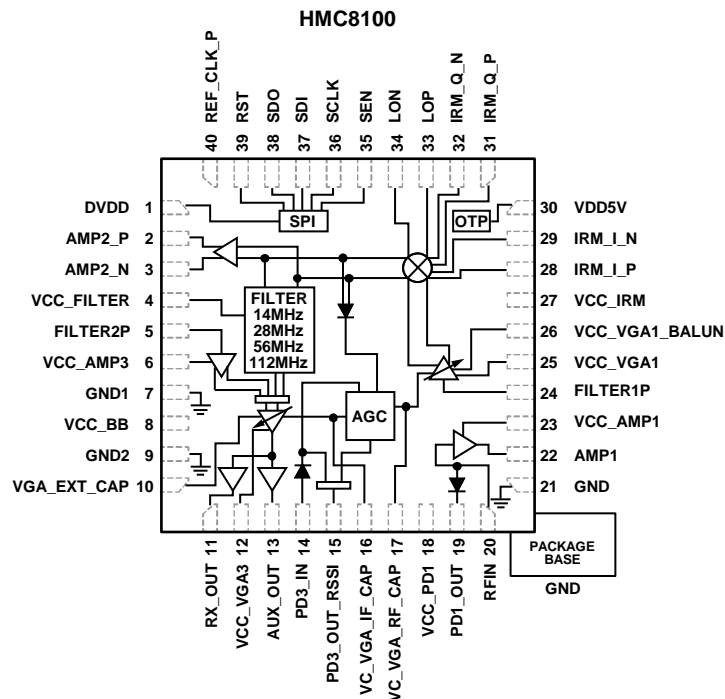 HMC8100
REF_CLK_P
RST
SDO
SDI
SCLK
SEN
LON
LOP
IRM_Q_N
IRM_Q_P
40
39
38
37
36
35
34
33
32
31
DVDD 1
AMP2_P 2
AMP2_N 3
VCC_FILTER 4
FILTER2P 5
VCC_AMP3 6
GND1 7
VCC_BB 8
GND2 9
VGA_EXT_CAP 10
SPI
OTP
FILTER
14MHz
28MHz
56MHz
112MHz
AGC
30 VDD5V
29 IRM_I_N
28 IRM_I_P
27 VCC_IRM
26 VCC_VGA1_BALUN
25 VCC_VGA1
24 FILTER1P
23 VCC_AMP1
22 AMP1
21 GND
RX_OUT 11
VCC_VGA3 12
AUX_OUT 13
PD3_IN 14
PD3_OUT_RSSI 15
VC_VGA_IF_CAP 16
VC_VGA_RF_CAP 17
VCC_PD1 18
PD1_OUT 19
RFIN 20
PACKAGE
BASE
GND